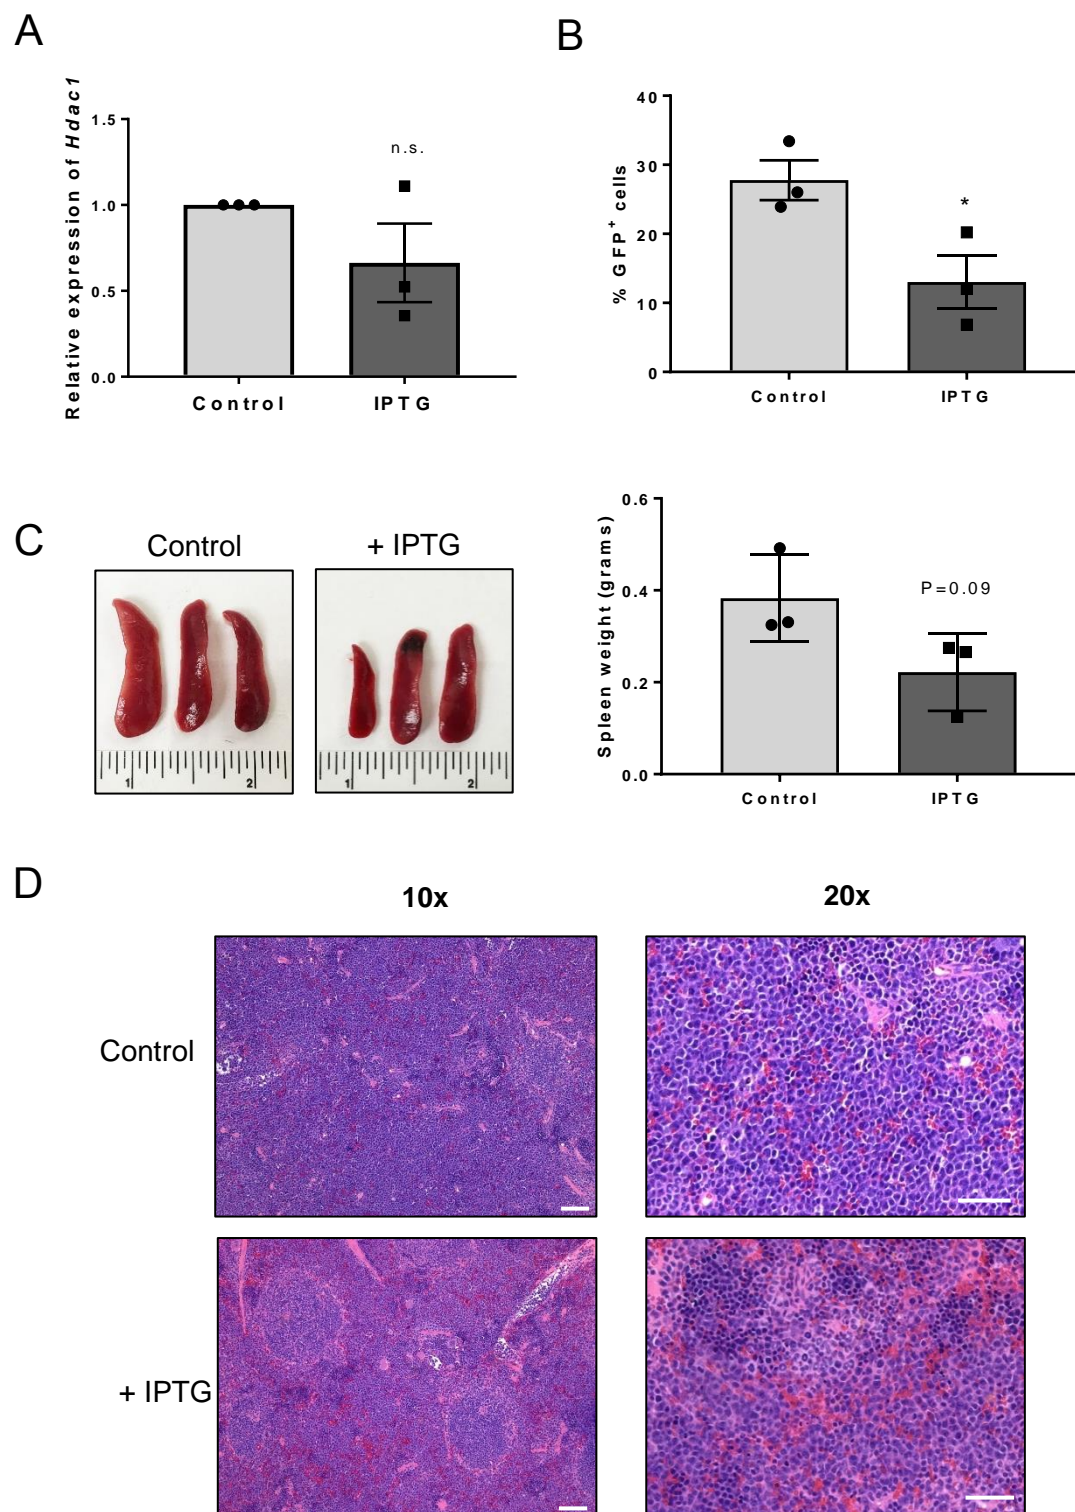 A
B
Relative expression of Hdac1
1.5
1.0
0.5
0.0
n.s.
Control
IPTG
% GFP+ cells
40
30
20
10
0
*
Control
IPTG
C
Control
+ IPTG
1
2
1
2
Spleen weight (grams)
0.6
0.4
0.2
0.0
P=0.09
Control
IPTG
D
10x
20x
Control
+ IPTG